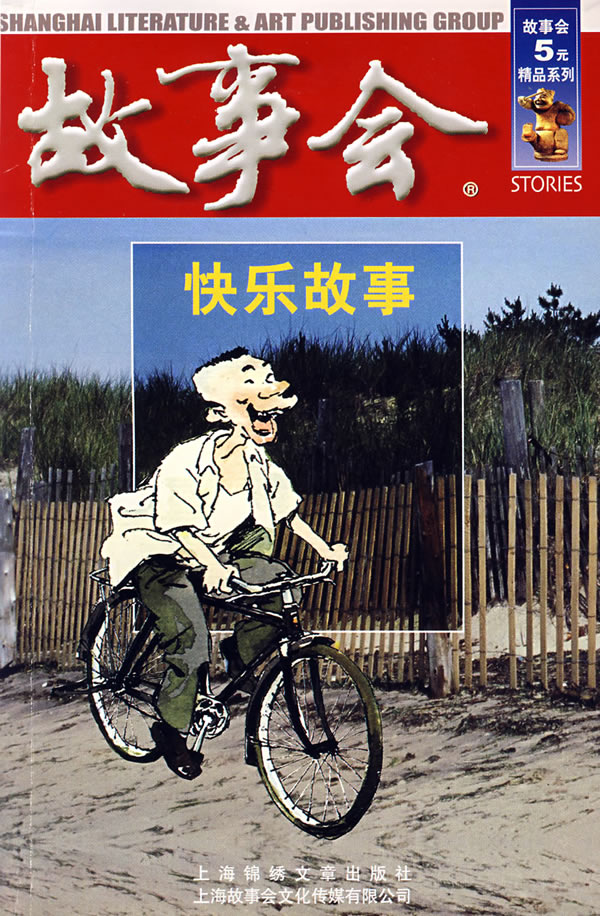 SHANGHAI LITERATURE & ART PUBLISHING GROUP
故事会
5元
精品系列
故事会®
STORIES
快乐故事
上海锦绣文章出版社
上海故事会文化传媒有限公司